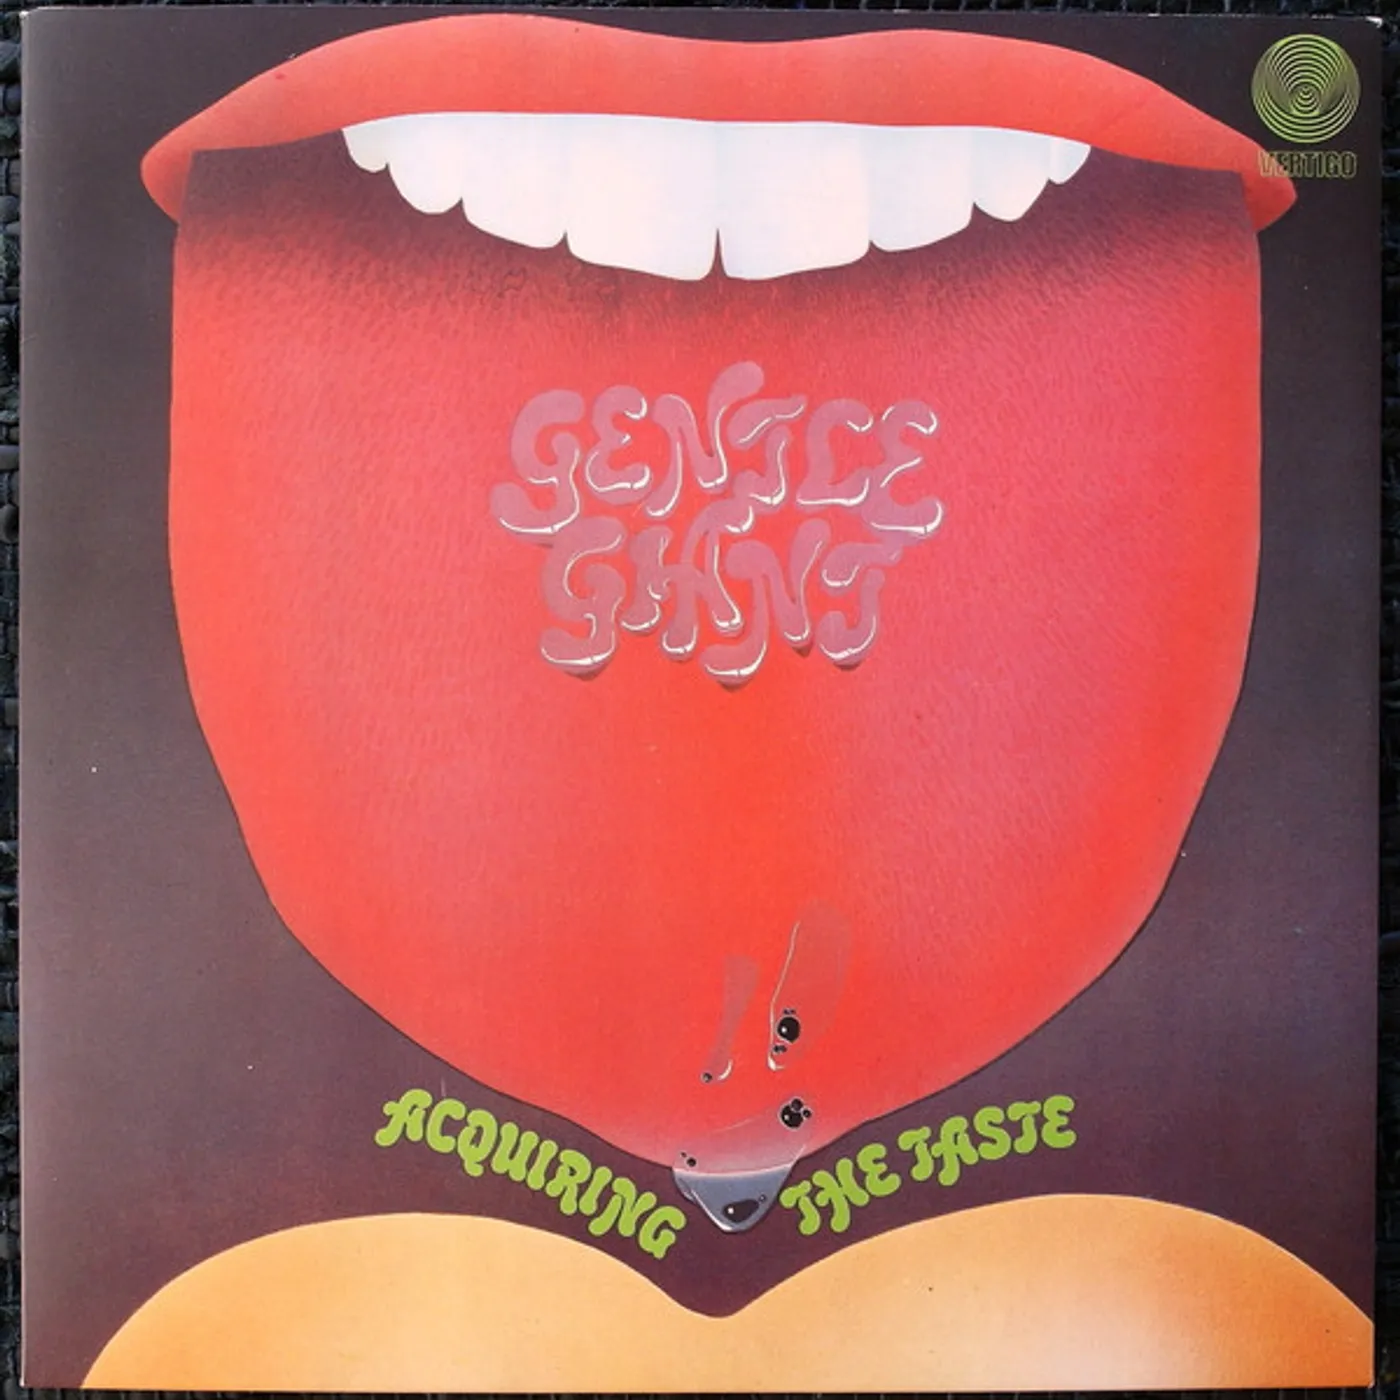 VERTIGO
GENTLE
GIANT
ACQUIRING THE TASTE